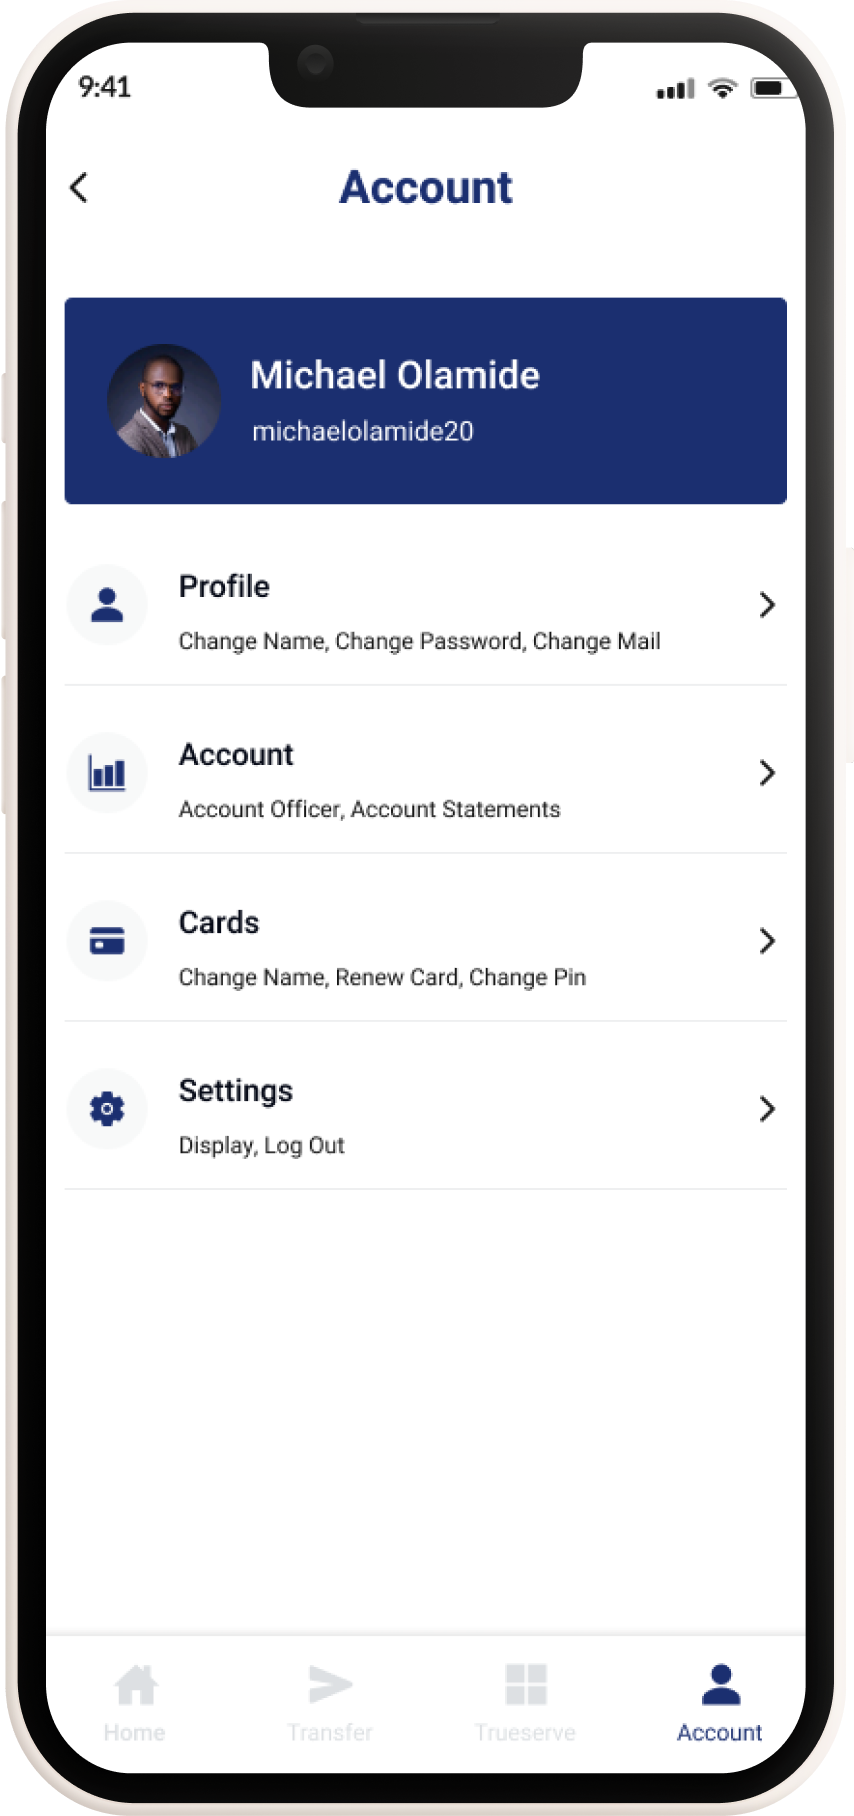 9:41
Account
Michael Olamide
michaelolamide20
Profile
Change Name, Change Password, Change Mail
Account
Account Officer, Account Statements
Cards
Change Name, Renew Card, Change Pin
Settings
Display, Log Out
Home Transfer Trueserve Account